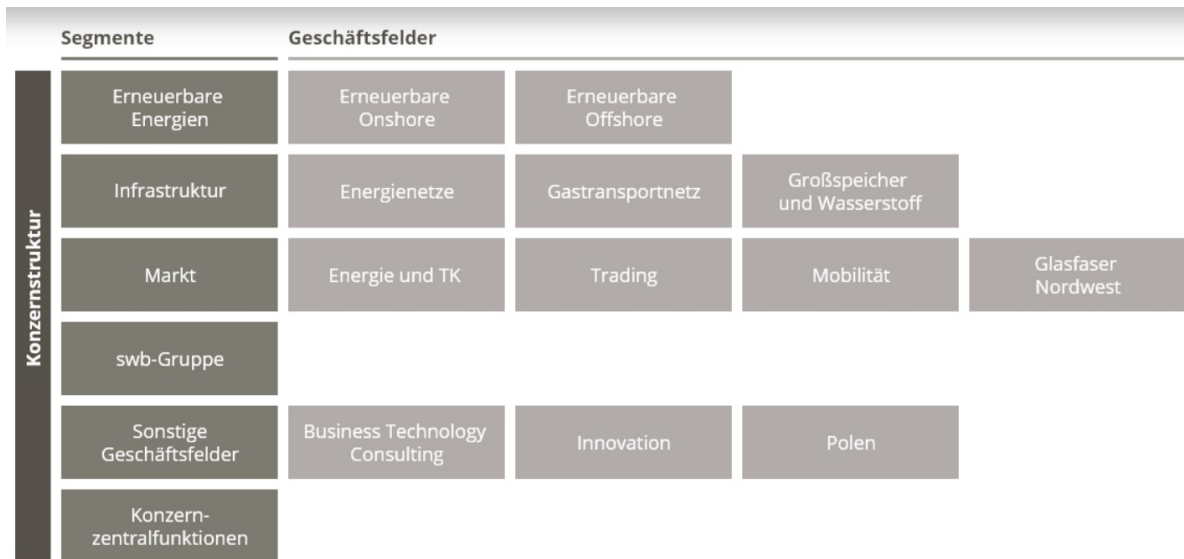 Segmente
Geschäftsfelder
Konzernstruktur
Erneuerbare
Energien
Erneuerbare
Onshore
Erneuerbare
Offshore
Infrastruktur
Energienetze
Gastransportnetz
Großspeicher
und Wasserstoff
Markt
Energie und TK
Trading
Mobilität
Glasfaser
Nordwest
swb-Gruppe
Sonstige
Geschäftsfelder
Business Technology
Consulting
Innovation
Polen
Konzern-
zentralfunktionen